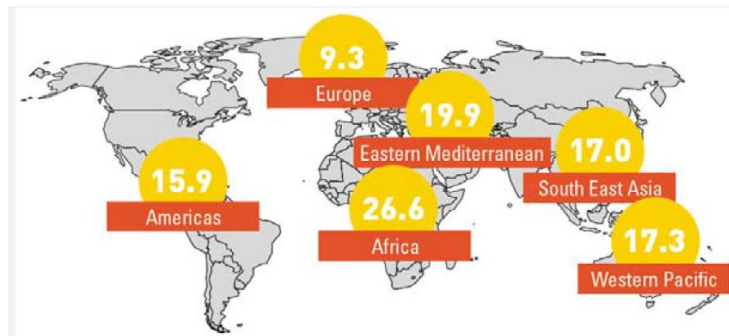 9.3
Europe
19.9
Eastern Mediterranean
17.0
South East Asia
15.9
Americas
26.6
Africa
17.3
Western Pacific